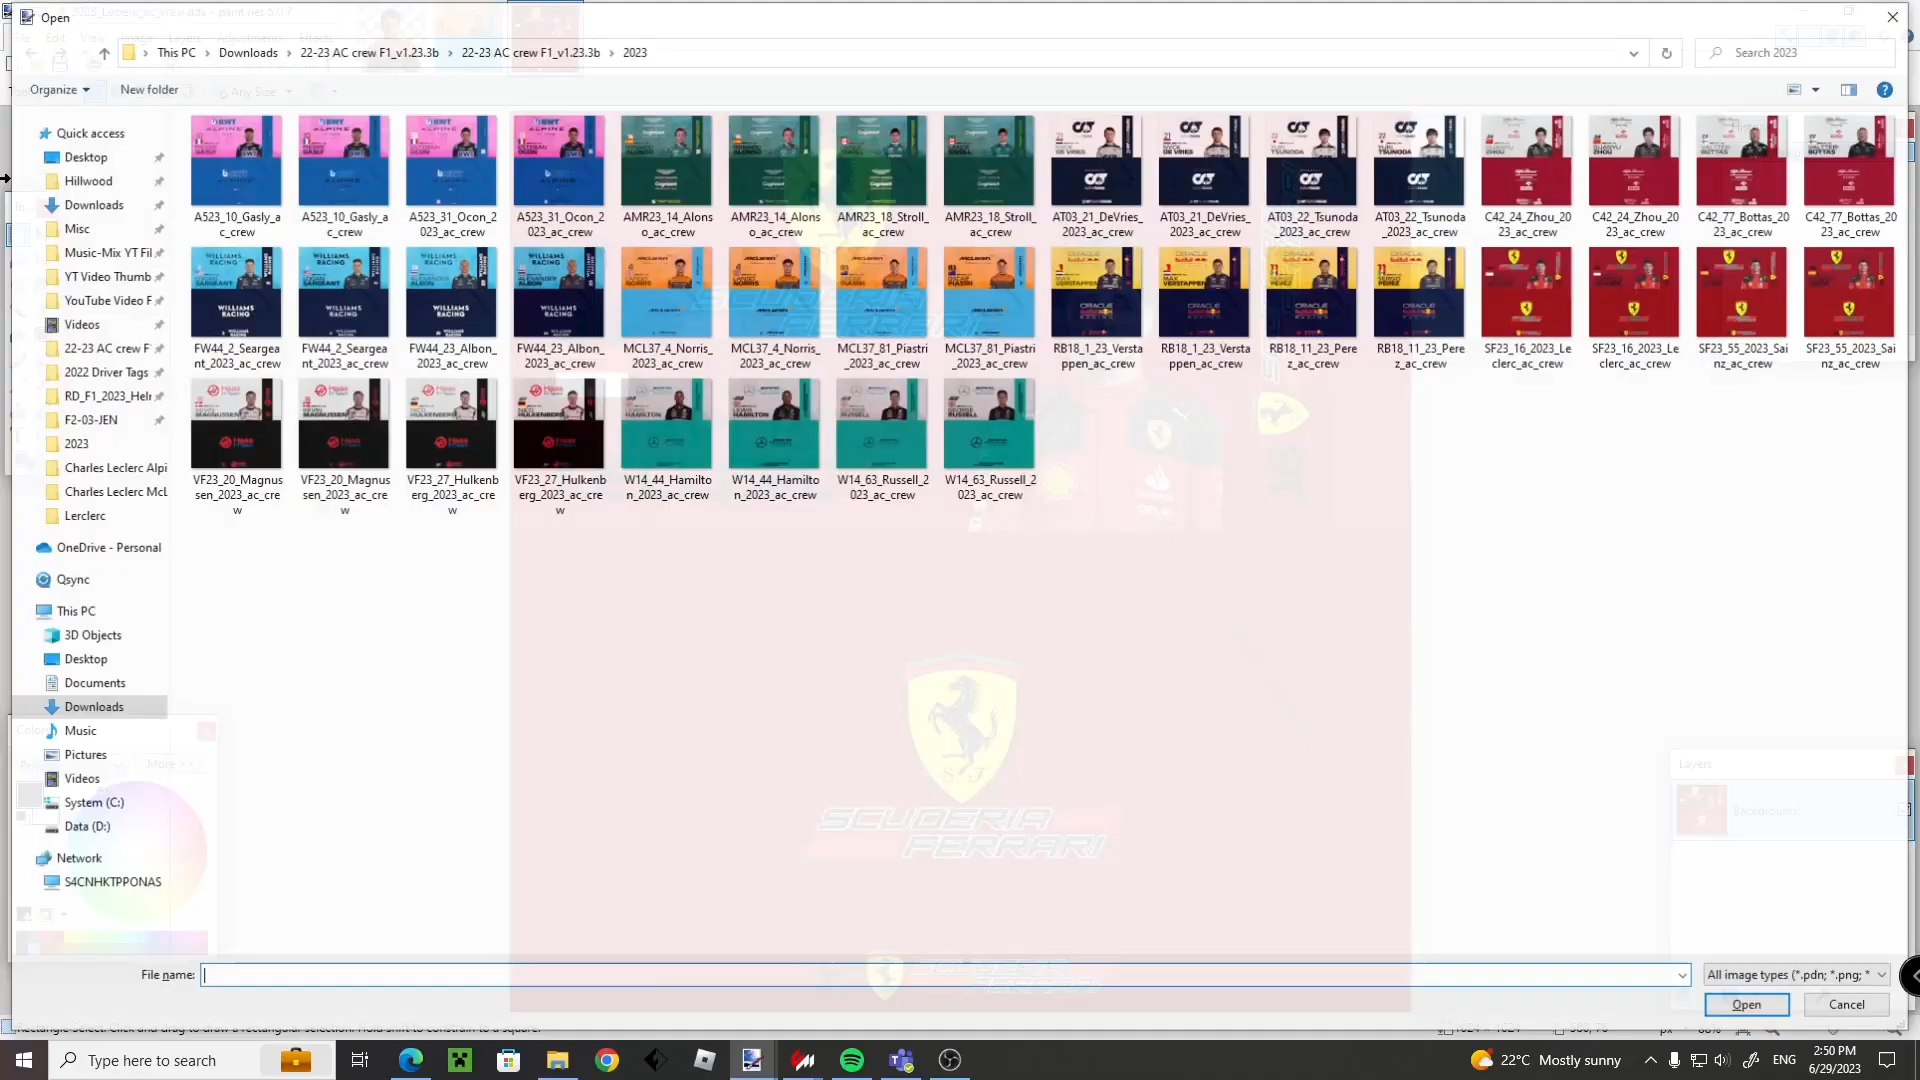 Open
This PC > Downloads > 22-23 AC crew F1_v1.23.3b > 22-23 AC crew F1_v1.23.3b > 2023
Search 2023
Organize
New folder
Any Size
Quick access
Desktop
Hillwood
Downloads
Misc
Music-Mix YT Fil
YT Video Thumb
YouTube Video F
Videos
22-23 AC crew F
2022 Driver Tags
RD_F1_2023_Heln
F2-03-JEN
2023
Charles Leclerc Alpi
Charles Leclerc McL
Lerclerc
OneDrive - Personal
Qsync
This PC
3D Objects
Desktop
Documents
Downloads
Music
Pictures
Videos
System (C:)
Data (D:)
Network
S4CNHKTPPONAS
A523_10_Gasly_a
c_crew
A523_10_Gasly_a
c_crew
A523_31_Ocon_2
023_ac_crew
A523_31_Ocon_2
023_ac_crew
AMR23_14_Alons
o_ac_crew
AMR23_14_Alons
o_ac_crew
AMR23_18_Stroll_
ac_crew
AMR23_18_Stroll_
ac_crew
AT03_21_DeVries_
2023_ac_crew
AT03_21_DeVries_
2023_ac_crew
AT03_22_Tsunoda
_2023_ac_crew
AT03_22_Tsunoda
_2023_ac_crew
C42_24_Zhou_20
23_ac_crew
C42_24_Zhou_20
23_ac_crew
C42_77_Bottas_20
23_ac_crew
C42_77_Bottas_20
23_ac_crew
FW44_2_Seargea
nt_2023_ac_crew
FW44_2_Seargea
nt_2023_ac_crew
FW44_23_Albon_
2023_ac_crew
FW44_23_Albon_
2023_ac_crew
MCL37_4_Norris_
2023_ac_crew
MCL37_4_Norris_
2023_ac_crew
MCL37_81_Piastri
_2023_ac_crew
MCL37_81_Piastri
_2023_ac_crew
RB18_1_23_Versta
ppen_ac_crew
RB18_1_23_Versta
ppen_ac_crew
RB18_11_23_Pere
z_ac_crew
RB18_11_23_Pere
z_ac_crew
SF23_16_2023_Le
clerc_ac_crew
SF23_16_2023_Le
clerc_ac_crew
SF23_55_2023_Sai
nz_ac_crew
SF23_55_2023_Sai
nz_ac_crew
VF23_20_Magnus
sen_2023_ac_cre
w
VF23_20_Magnus
sen_2023_ac_cre
w
VF23_27_Hulkenb
erg_2023_ac_cre
w
VF23_27_Hulkenb
erg_2023_ac_cre
w
W14_44_Hamilto
n_2023_ac_crew
W14_44_Hamilto
n_2023_ac_crew
W14_63_Russell_2
023_ac_crew
W14_63_Russell_2
023_ac_crew
SCUDERIA
FERRARI
Layers
Background
More >>
File name:
All image types (*.pdn; *.png; *
Open
Cancel
Type here to search
22°C Mostly sunny
ENG
2:50 PM
6/29/2023